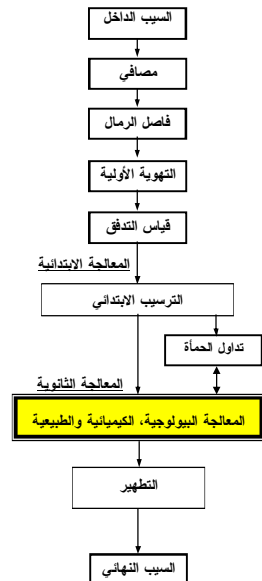 السيب الداخل
مصافي
فاصل الرمال
التهوية الأولية
قياس التدفق
المعالجة الابتدائية
الترسيب الابتدائي
تداول الحمأة
المعالجة الثانوية
المعالجة البيولوجية، الكيميائية والطبيعية
التطهير
السيب النهائي